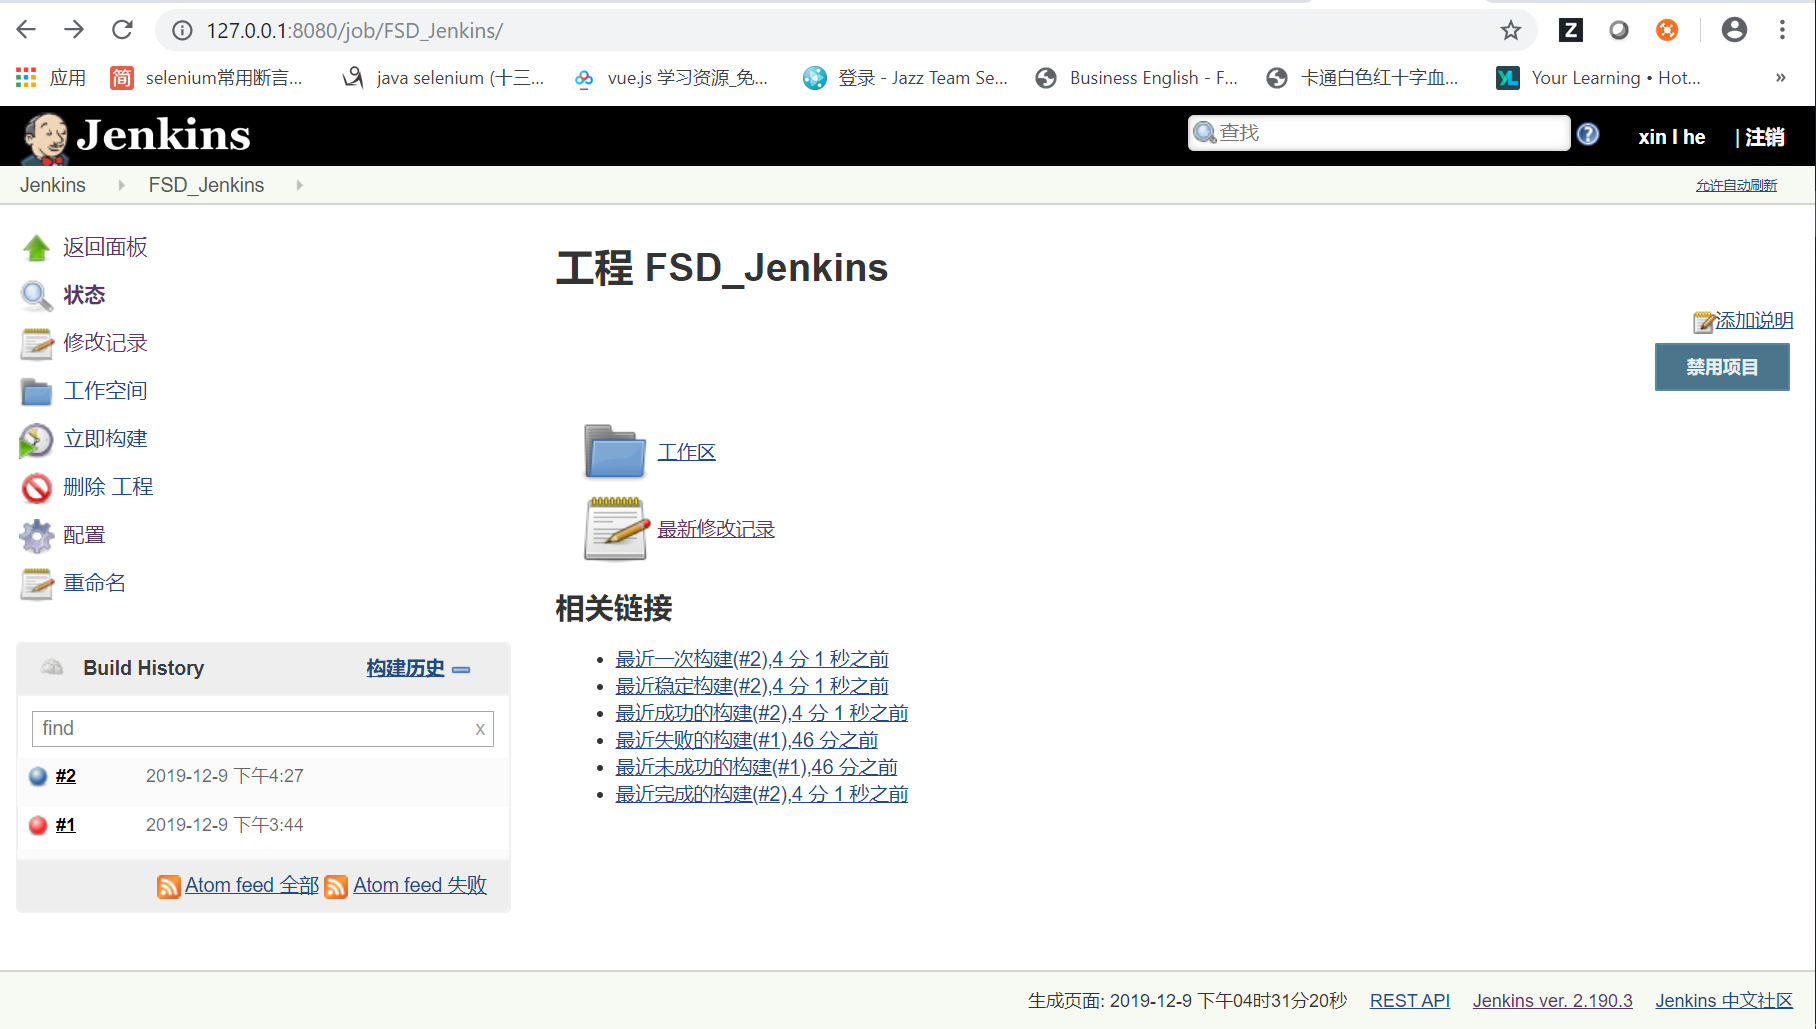 127.0.0.1:8080/job/FSD_Jenkins/
应用 selenium常用断言... java selenium (十三... vue.js 学习资源_免... 登录 - Jazz Team Se... Business English - F... 卡通白色红十字血... Your Learning • Hot... »
Jenkins 查找 xin l he | 注销
Jenkins FSD_Jenkins 允许自动刷新
返回面板
状态
修改记录
工作空间
立即构建
删除 工程
配置
重命名
Build History 构建历史
find x
#2 2019-12-9 下午4:27
#1 2019-12-9 下午3:44
Atom feed 全部 Atom feed 失败
工程 FSD_Jenkins
添加说明
禁用项目
工作区
最新修改记录
相关链接
最近一次构建(#2),4 分 1 秒之前
最近稳定构建(#2),4 分 1 秒之前
最近成功的构建(#2),4 分 1 秒之前
最近失败的构建(#1),46 分之前
最近未成功的构建(#1),46 分之前
最近完成的构建(#2),4 分 1 秒之前
生成页面: 2019-12-9 下午04时31分20秒 REST API Jenkins ver. 2.190.3 Jenkins 中文社区